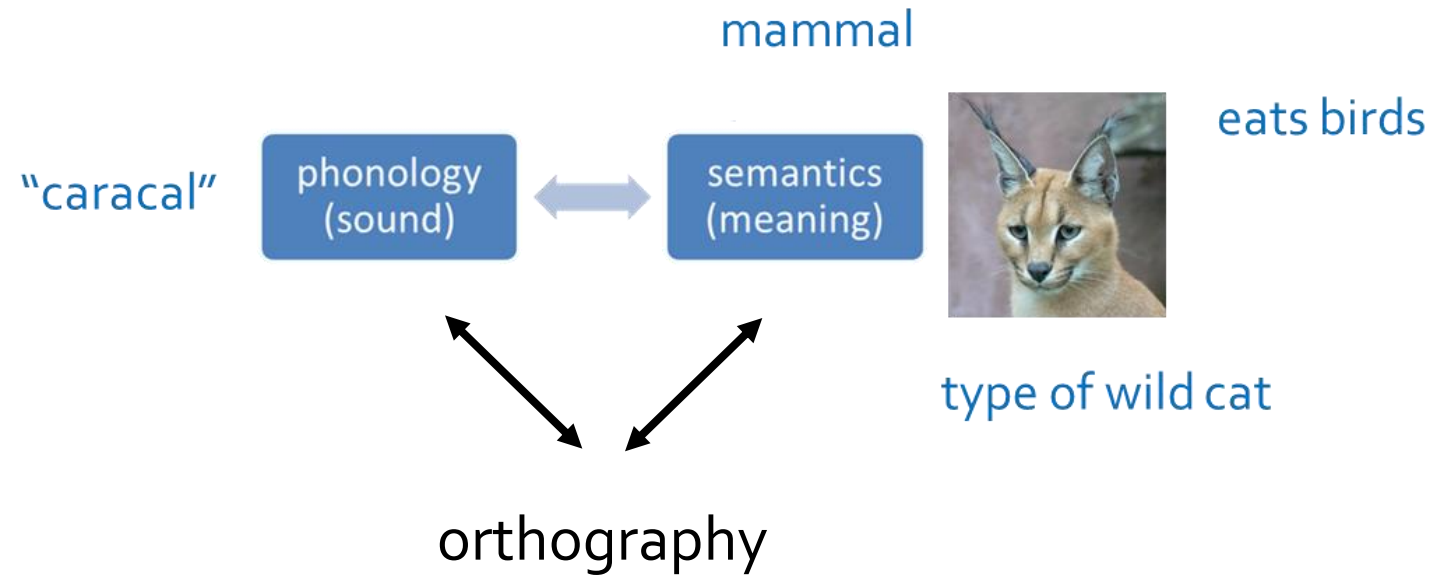 mammal
eats birds
“caracal”
phonology
(sound)
semantics
(meaning)
type of wild cat
orthography